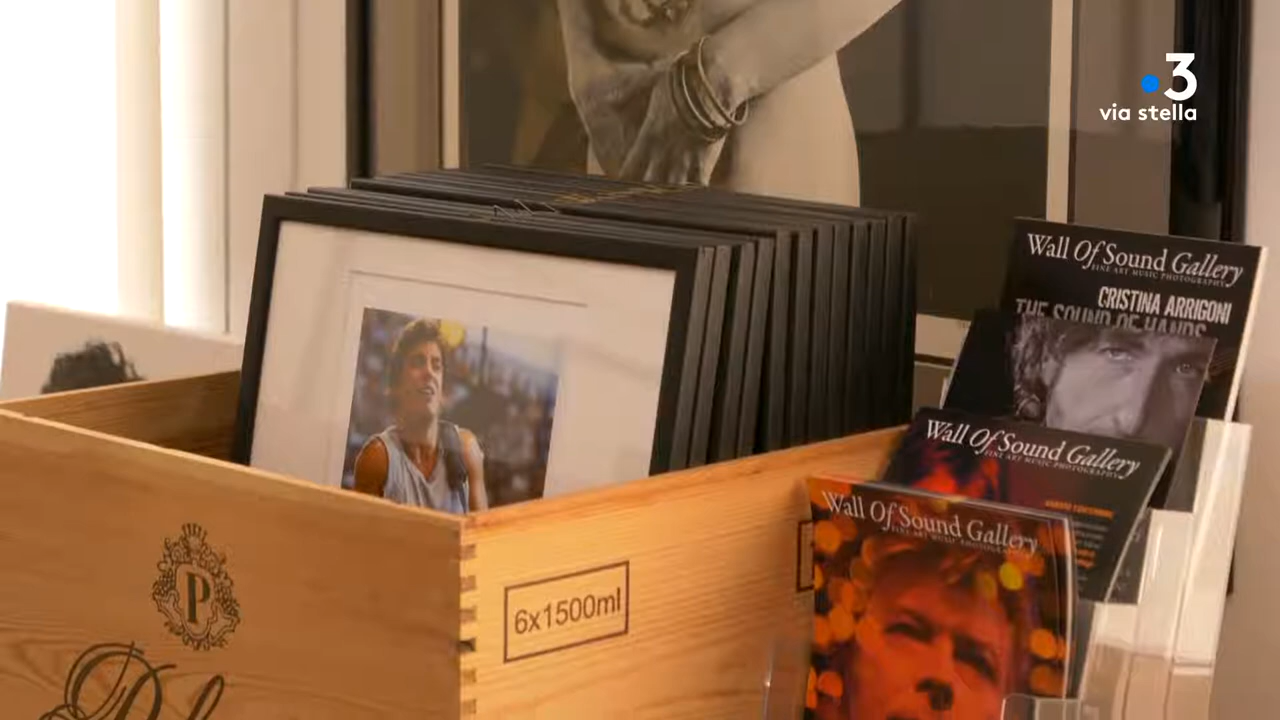 3
via stella
Wall Of Sound Gallery
FINE ART MUSIC PHOTOGRAPHY
CRISTINA ARRIGONI
THE SOUND OF HANDS
Wall Of Sound Gallery
FINE ART MUSIC PHOTOGRAPHY
Wall Of Sound Gallery
FINE ART MUSIC PHOTOGRAPHY
P
6x1500ml